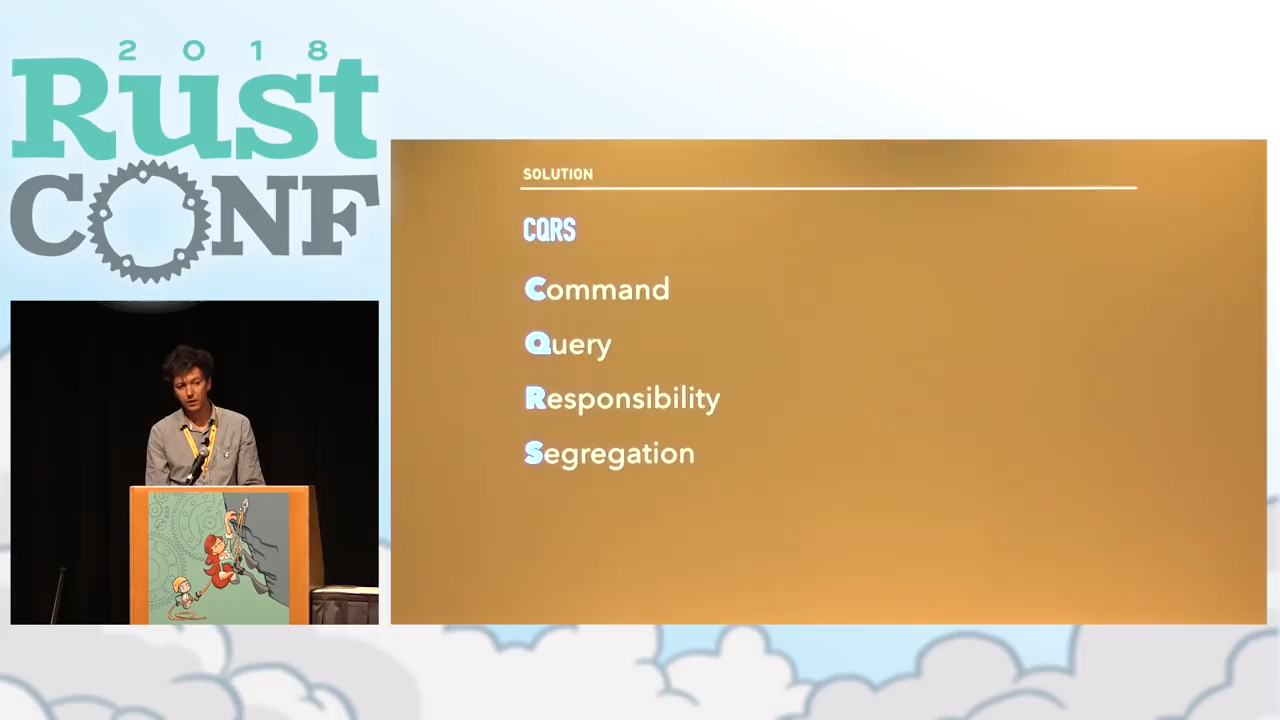 2018
Rust
CONF
SOLUTION
CQRS
Command
Query
Responsibility
Segregation